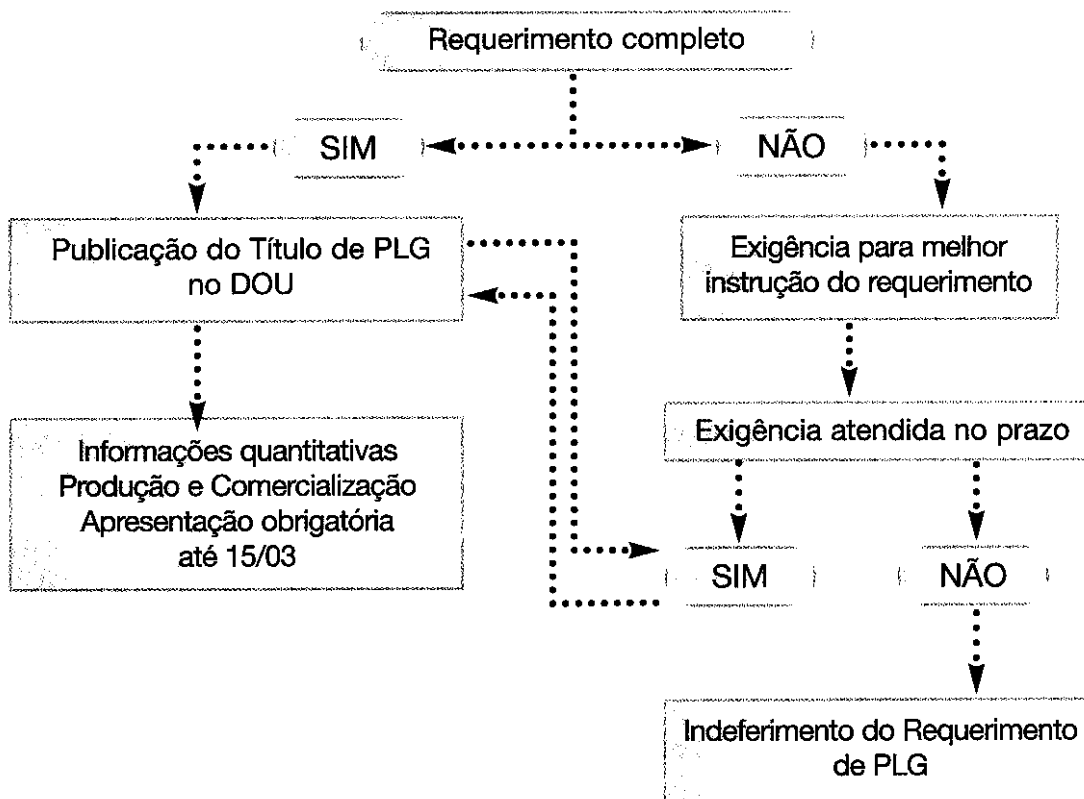 Requerimento completo
SIM
NÃO
Publicação do Título de PLG
no DOU
Exigência para melhor
instrução do requerimento
Informações quantitativas
Produção e Comercialização
Apresentação obrigatória
até 15/03
Exigência atendida no prazo
SIM
NÃO
Indeferimento do Requerimento
de PLG